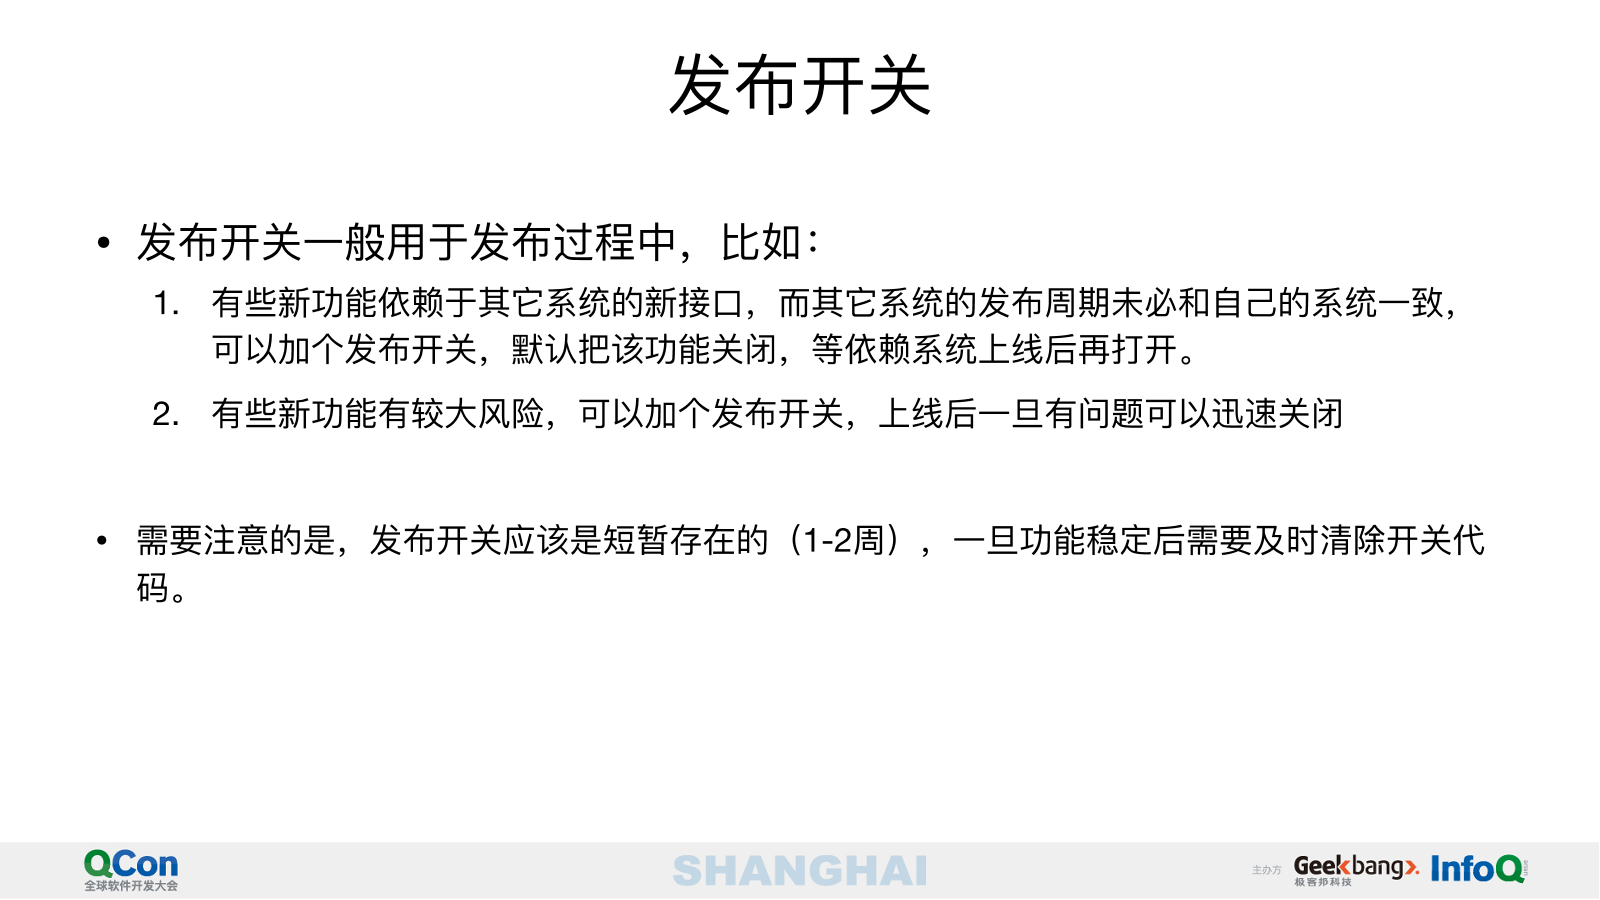 发布开关
• 发布开关一般用于发布过程中，比如：
1. 有些新功能依赖于其它系统的新接口，而其它系统的发布周期未必和自己的系统一致，
可以加个发布开关，默认把该功能关闭，等依赖系统上线后再打开。
2. 有些新功能有较大风险，可以加个发布开关，上线后一旦有问题可以迅速关闭
• 需要注意的是，发布开关应该是短暂存在的（1-2周），一旦功能稳定后需要及时清除开关代
码。
QCon
全球软件开发大会
SHANGHAI
主办方
Geekbang
极客邦科技
InfoQ